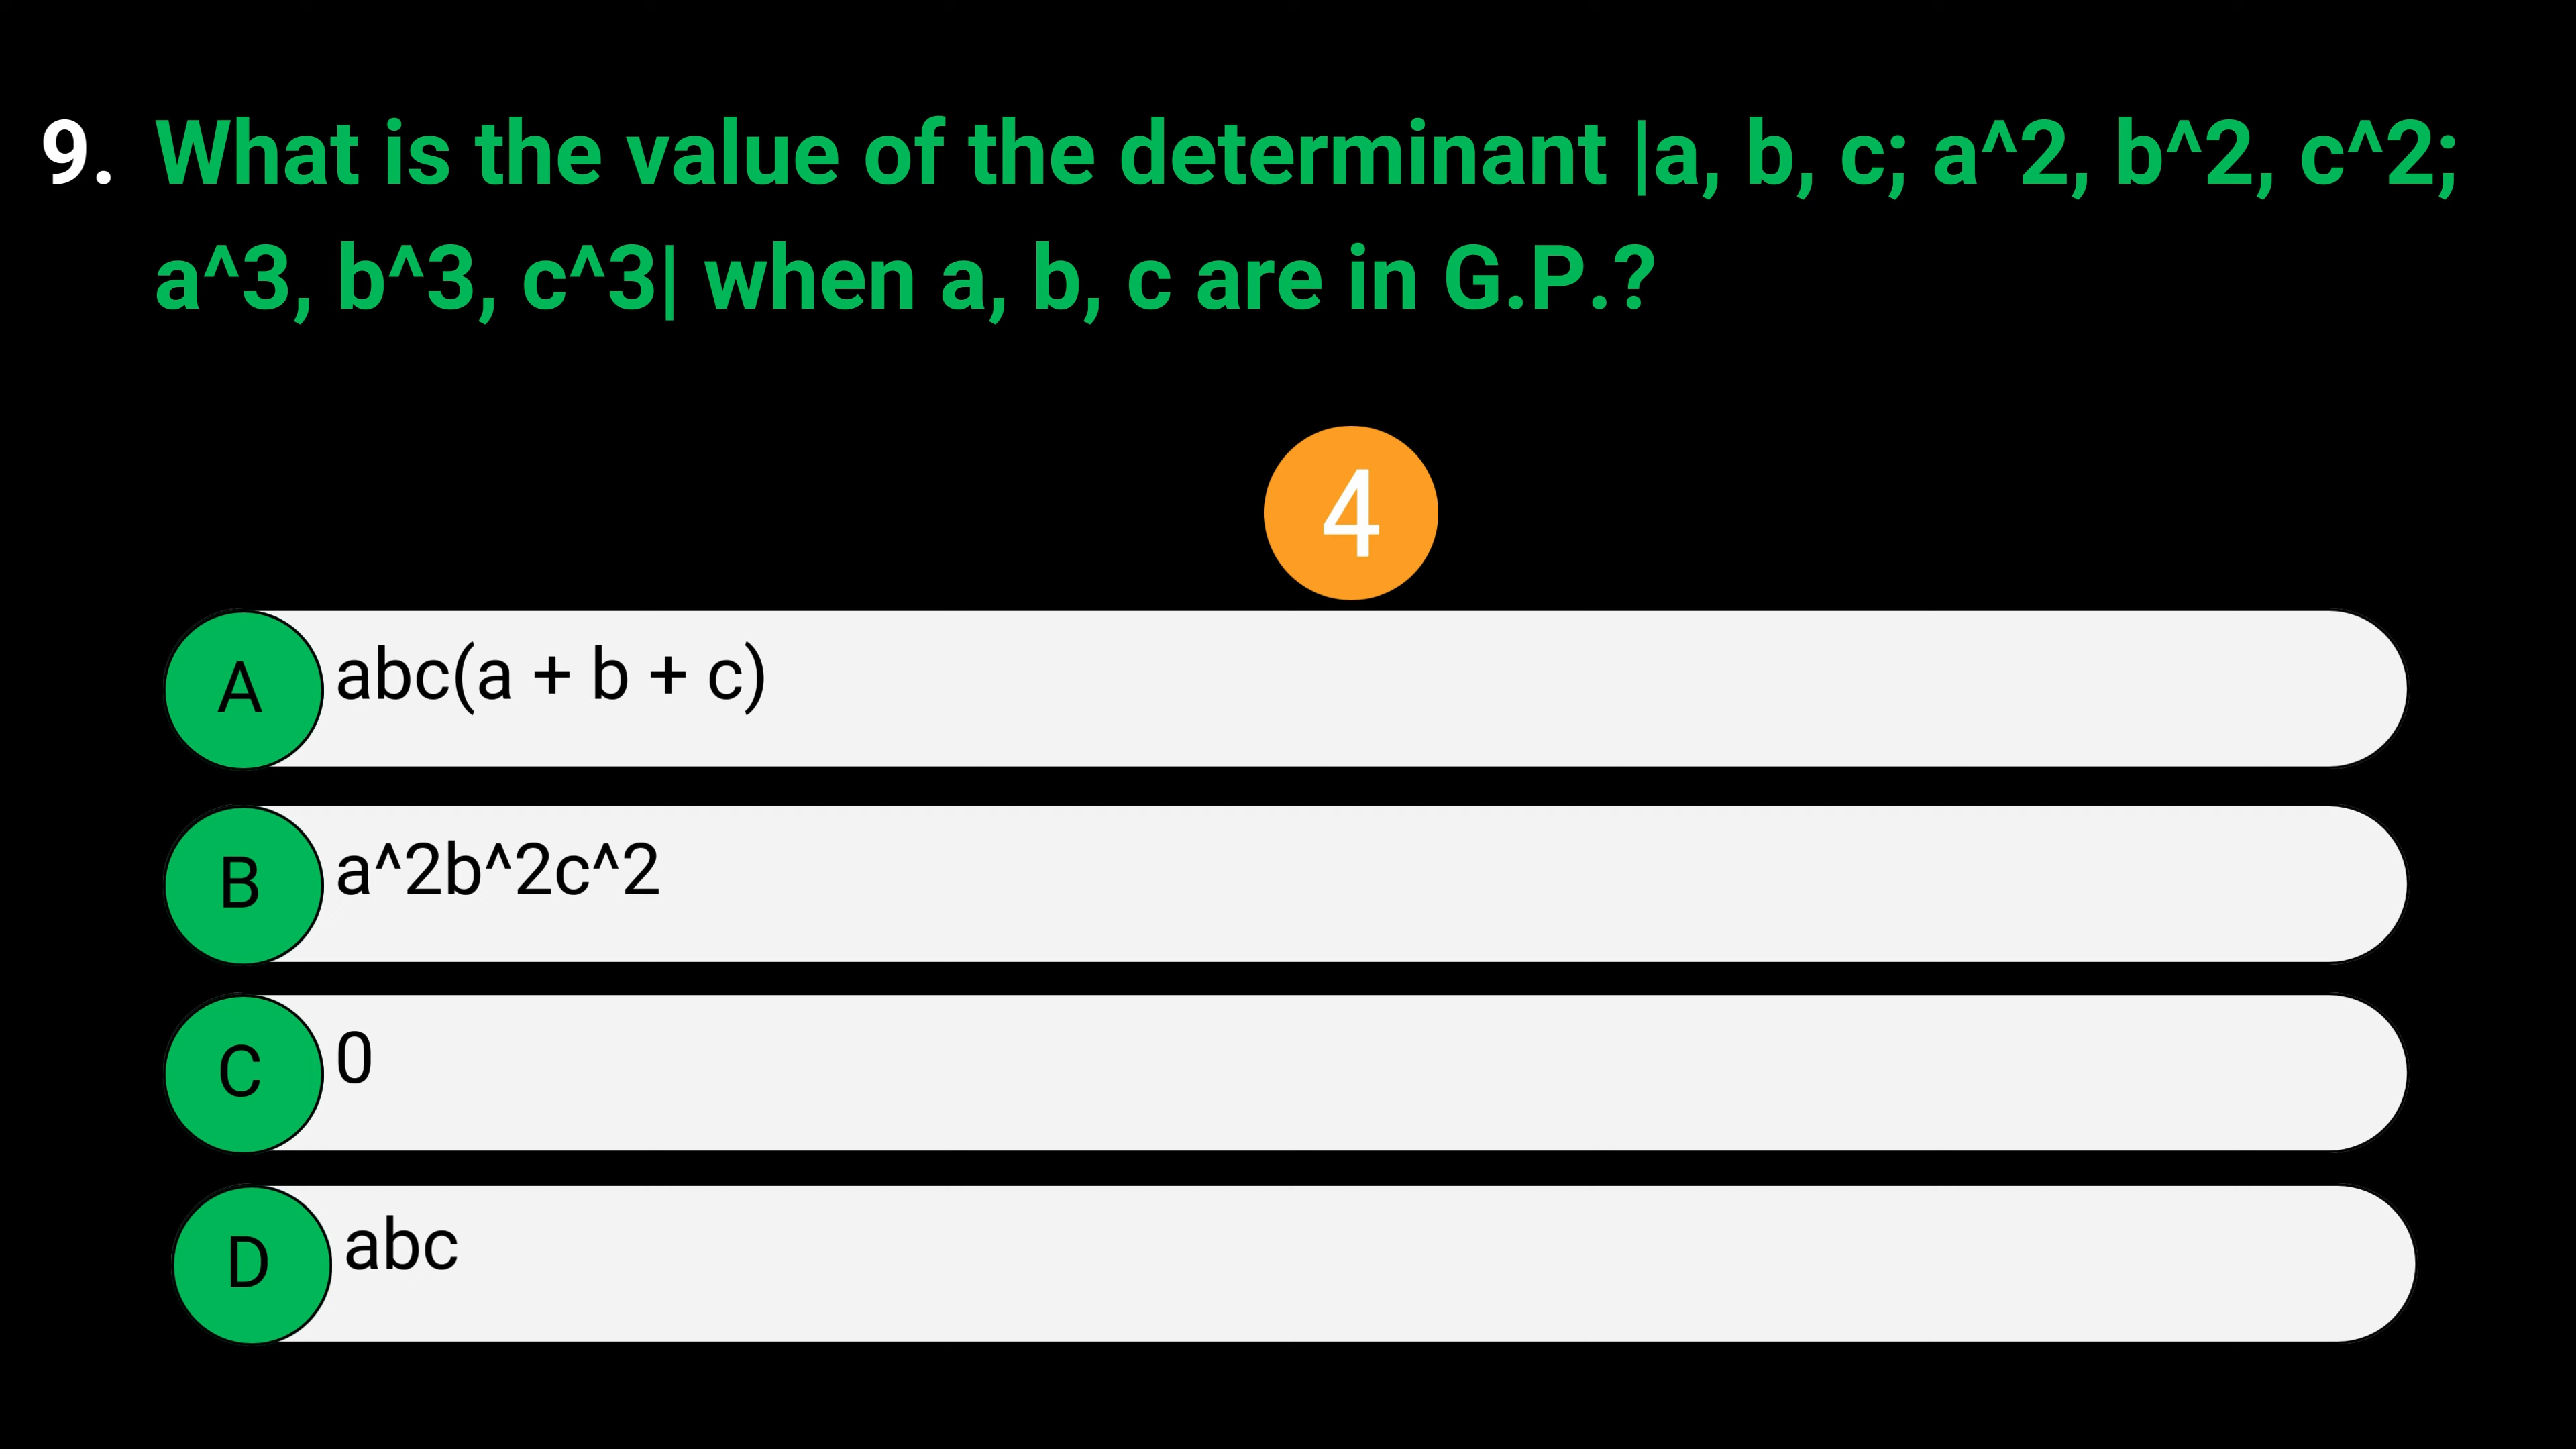 9. What is the value of the determinant |a, b, c; a^2, b^2, c^2;
a^3, b^3, c^3| when a, b, c are in G.P.?
4
A abc(a + b + c)
B a^2b^2c^2
C 0
D abc